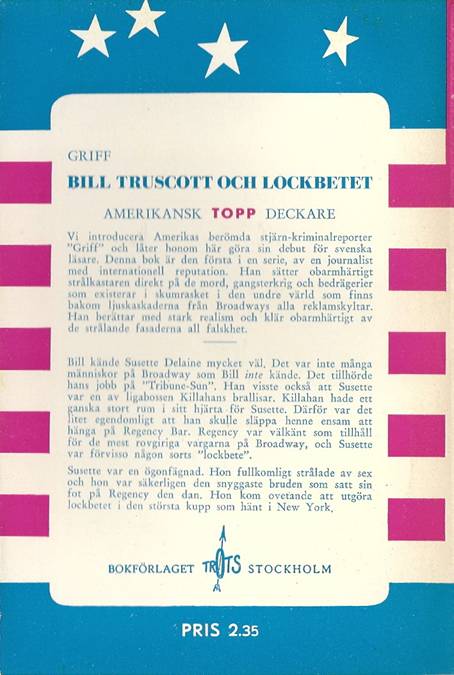 GRIFF
BILL TRUSCOTT OCH LOCKBETET
AMERIKANSK TOPP DECKARE
Vi introducera Amerikas berömda stjärn-kriminalreporter
"Griff" och låter honom här göra sin debut för svenska
läsare. Denna bok är den första i en serie, av en journalist
med internationell reputation. Han sätter obarmhärtigt
strålkastaren direkt på de mord, gangsterkrig och bedrägerier
som existerar i skumrasket i den undre värld som finns
bakom ljuskaskaderna från Broadways alla reklamskyltar.
Han berättar med stark realism och klär obarmhärtigt av
de strålande fasaderna all falskhet.
Bill kände Susette Delaine mycket väl. Det var inte många
människor på Broadway som Bill inte kände. Det tillhörde
hans jobb på "Tribune-Sun". Han visste också att Susette
var en av ligabossen Killahans brallisar. Killahan hade ett
ganska stort rum i sitt hjärta för Susette. Därför var det
litet egendomligt att han skulle släppa henne ensam att
hänga på Regency Bar. Regency var välkänt som tillhåll
för de mest rovgiriga vargarna på Broadway, och Susette
var förvisso någon sorts "lockbete".
Susette var en ögonfägnad. Hon fullkomligt strålade av sex
och hon var säkerligen den snyggaste bruden som satt sin
fot på Regency den dan. Hon kom ovetande att utgöra
lockbetet i den största kupp som hänt i New York.
BOKFÖRLAGET TROTS STOCKHOLM
PRIS 2.35